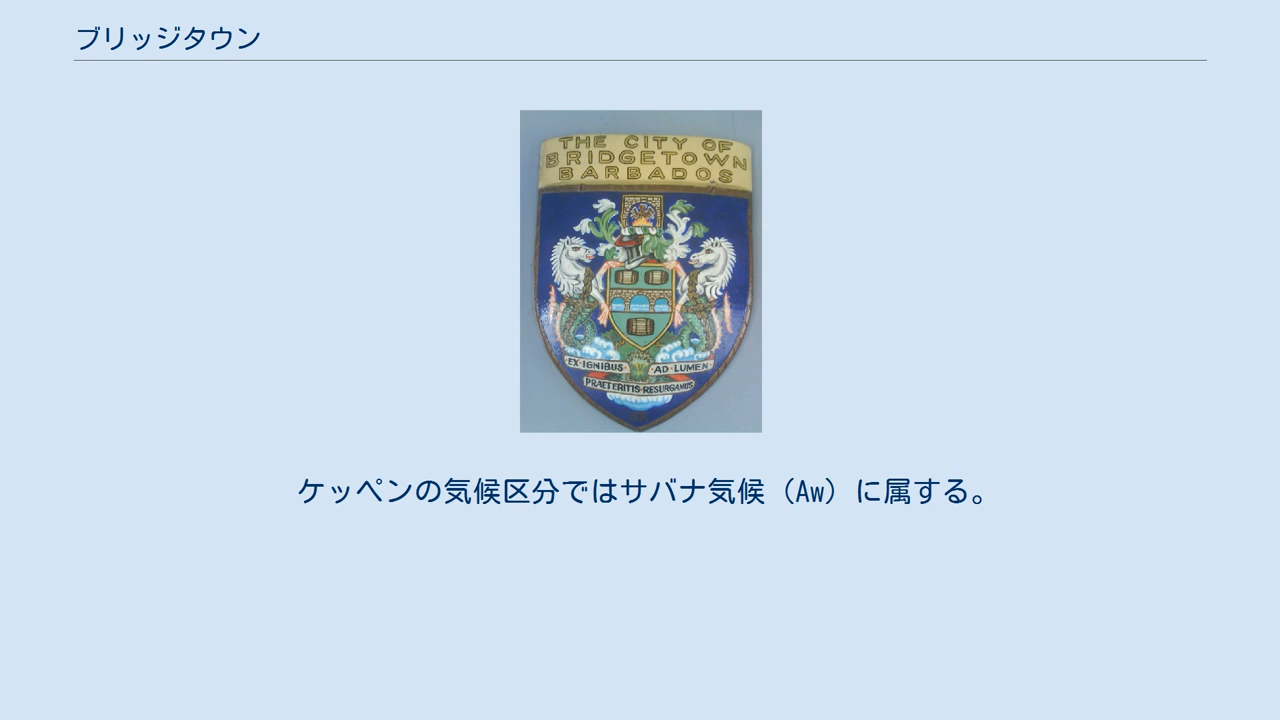 ブリッジタウン
THE CITY OF
BRIDGETOWN
BARBADOS
EX·IGNIBUS· ·AD·LUMEN
PRAETERITIS·RESURGAMUS
ケッペンの気候区分ではサバナ気候（Aw）に属する。